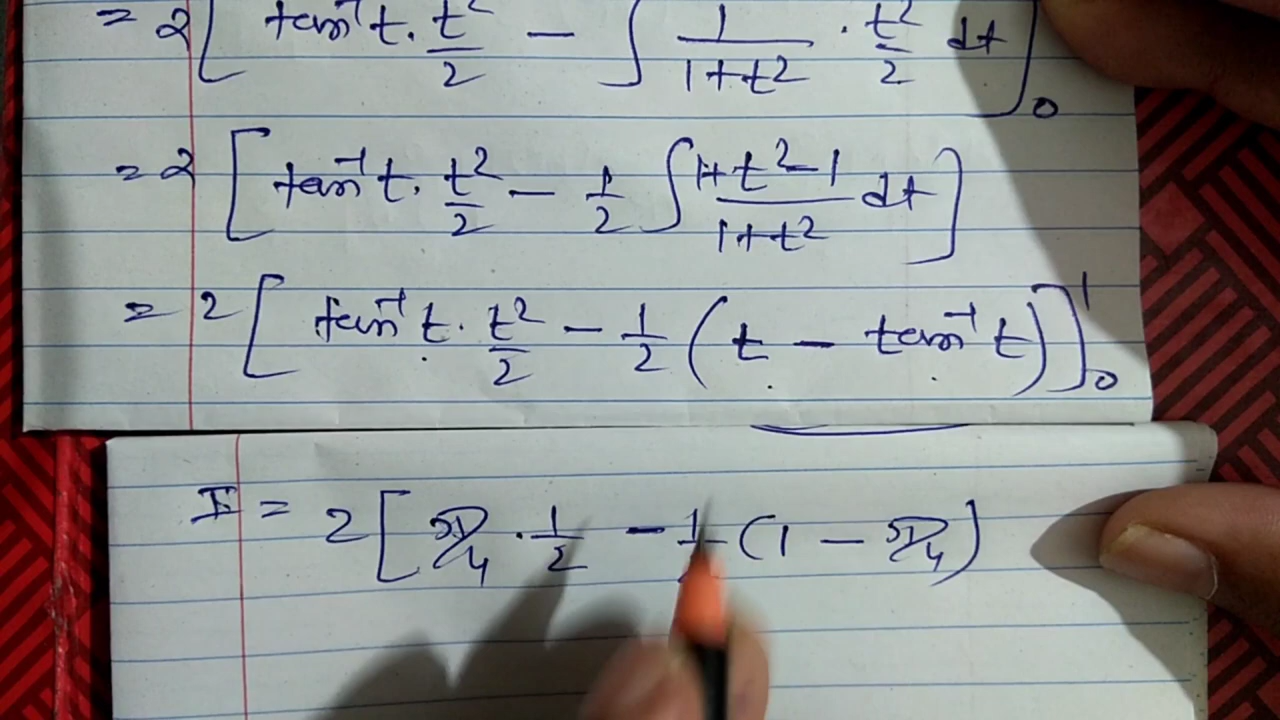 = 2[ tan⁻¹t. t²/2 − ∫ 1/(1+t²) · t²/2 dt]₀
= 2 [tan⁻¹t. t²/2 − 1/2 ∫ (1+t²−1)/(1+t²) dt]
= 2 [tan⁻¹t. t²/2 − 1/2 (t − tan⁻¹t)]₀¹
I = 2[π/4 · 1/2 − 1/2 (1 − π/4)